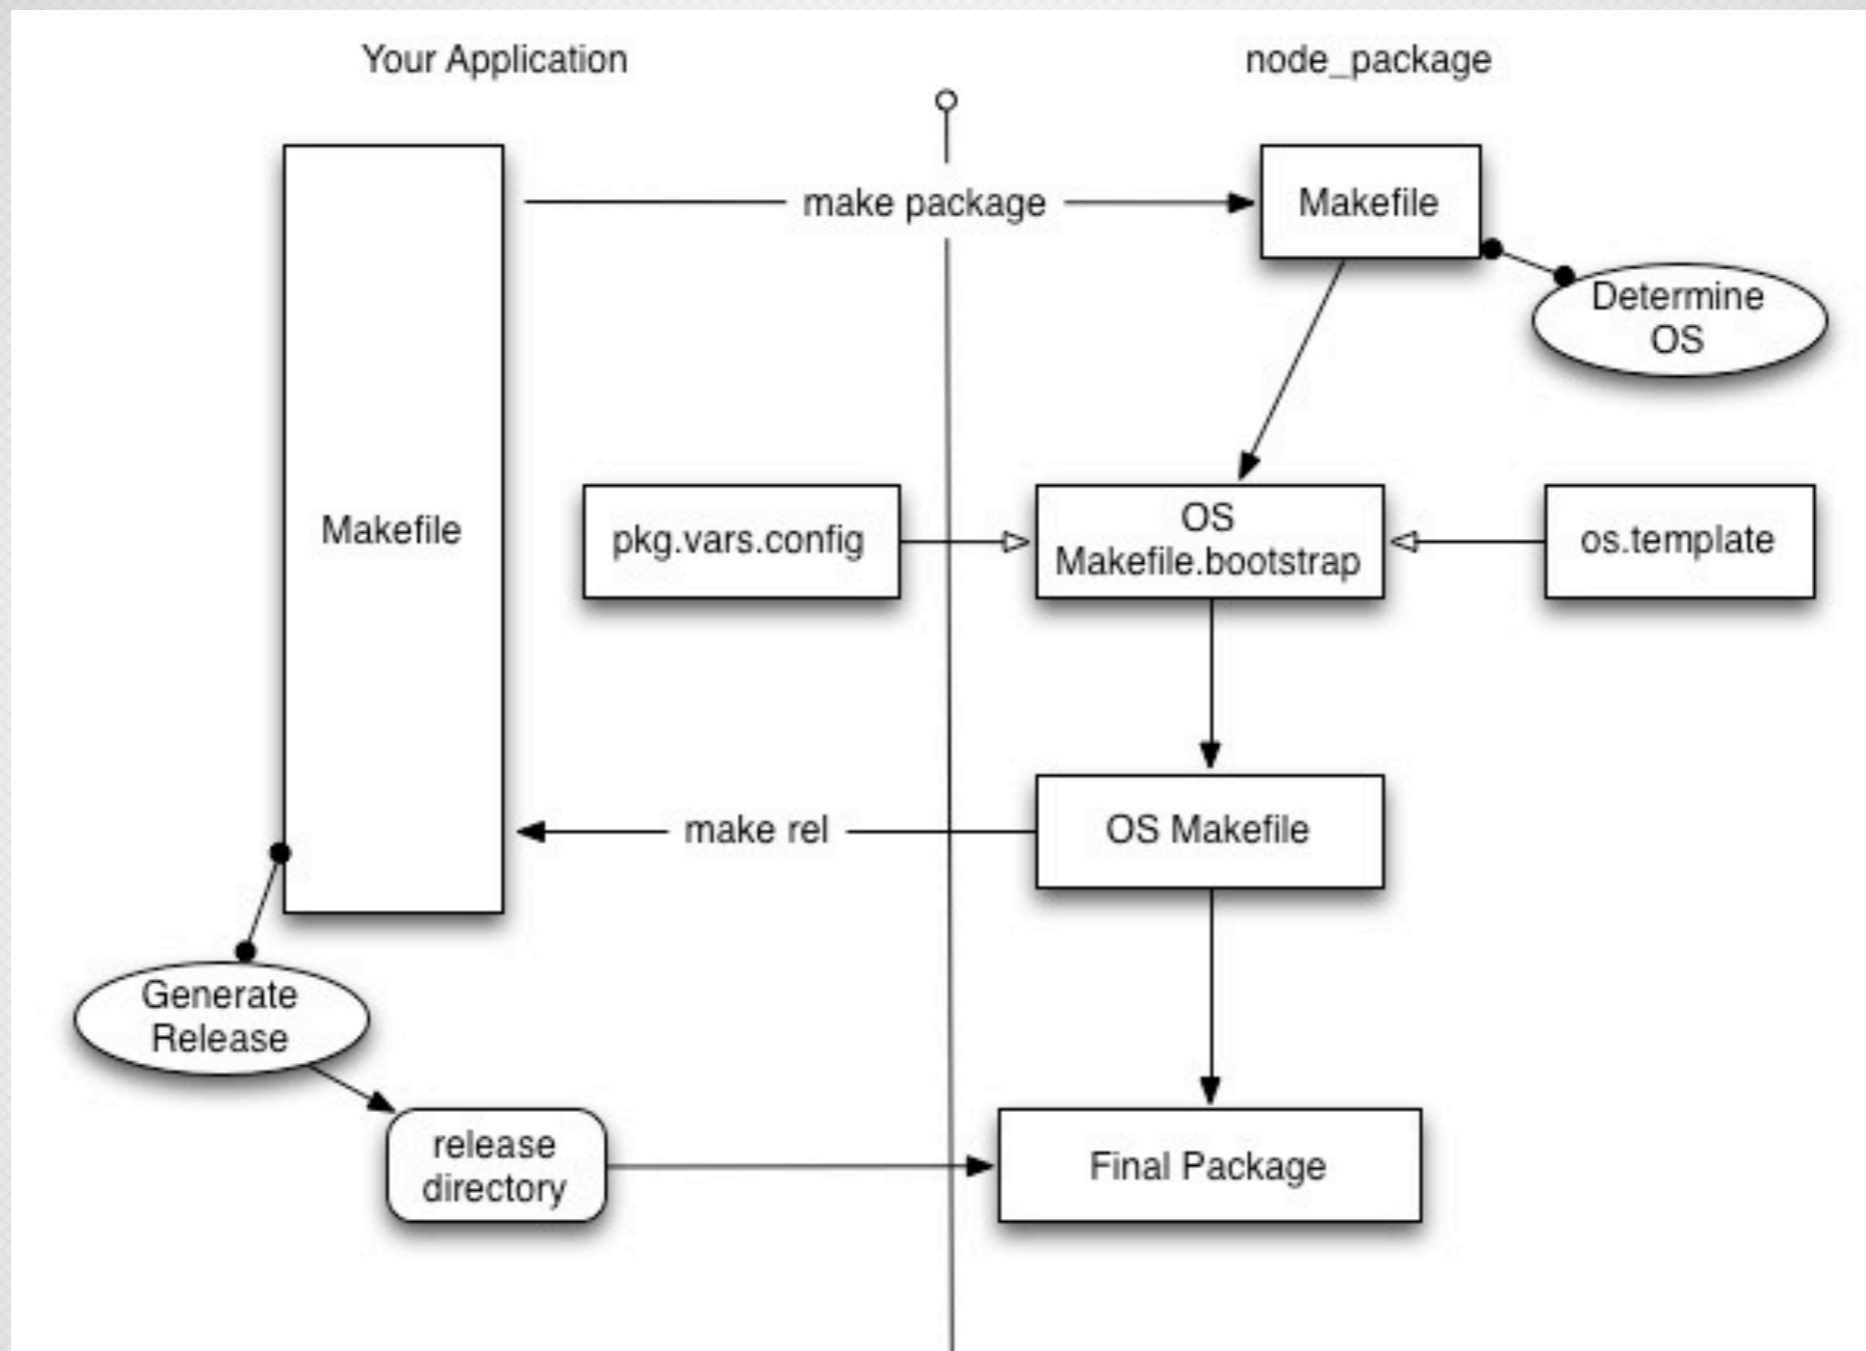 Your Application
node_package
make package
Makefile
Determine
OS
Makefile
pkg.vars.config
OS
Makefile.bootstrap
os.template
make rel
OS Makefile
Generate
Release
release
directory
Final Package